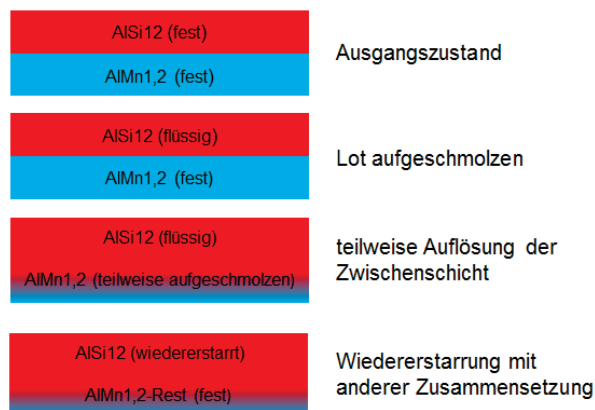 AlSi12 (fest)
AlMn1,2 (fest)
Ausgangszustand
AlSi12 (flüssig)
AlMn1,2 (fest)
Lot aufgeschmolzen
AlSi12 (flüssig)
AlMn1,2 (teilweise aufgeschmolzen)
teilweise Auflösung der
Zwischenschicht
AlSi12 (wiedererstarrt)
AlMn1,2-Rest (fest)
Wiedererstarrung mit
anderer Zusammensetzung